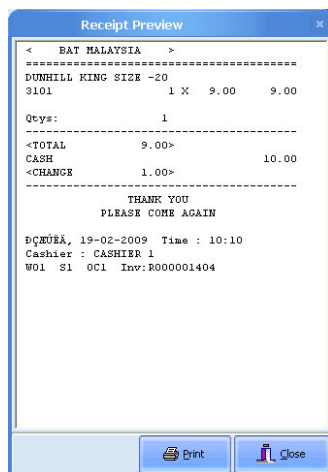 Receipt Preview
< BAT MALAYSIA >
DUNHILL KING SIZE -20
3101 1 X 9.00 9.00
Qtys: 1
<TOTAL 9.00>
CASH 10.00
<CHANGE 1.00>
THANK YOU
PLEASE COME AGAIN
ÐÇÆÚËÄ, 19-02-2009 Time : 10:10
Cashier : CASHIER 1
W01 S1 OC1 Inv:R000001404
Print Close